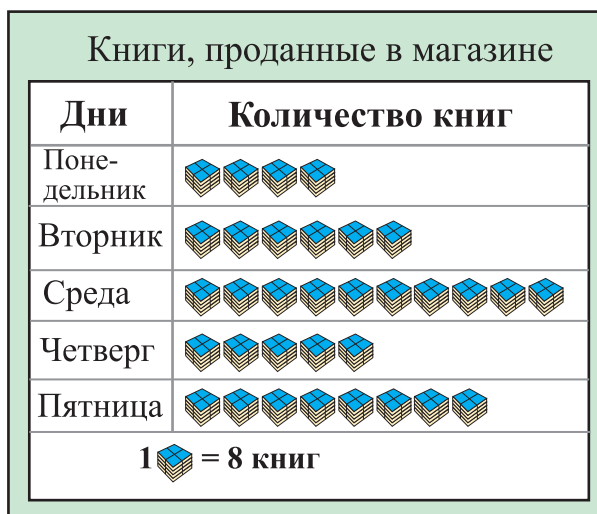 Книги, проданные в магазине
Дни Количество книг
Поне-
дельник
Вторник
Среда
Четверг
Пятница
1 = 8 книг